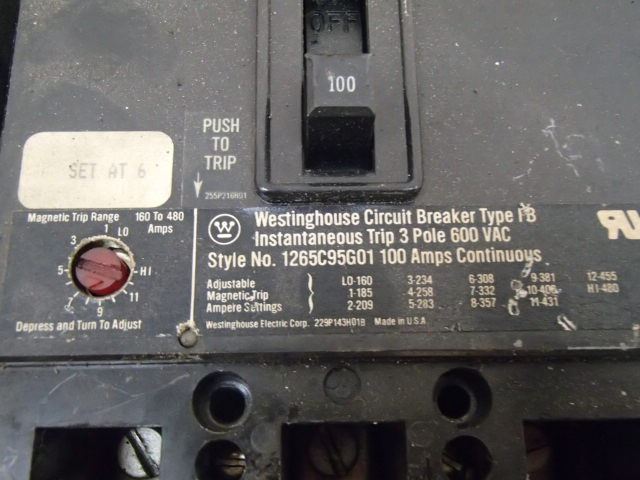 OFF
100
PUSH
TO
TRIP
SET AT 6
255P216H01
Magnetic Trip Range 160 To 480
Amps
1 LO
3
5 HI
7 9 11
Depress and Turn To Adjust
W
Westinghouse Circuit Breaker Type FB
Instantaneous Trip 3 Pole 600 VAC
Style No. 1265C95G01 100 Amps Continuous
Adjustable LO-160 3-234 6-308 9-381 12-455
Magnetic Trip 1-185 4-258 7-332 10-406 HI-480
Ampere Settings 2-209 5-283 8-357 11-431
Westinghouse Electric Corp. 229P143H01B Made in U.S.A